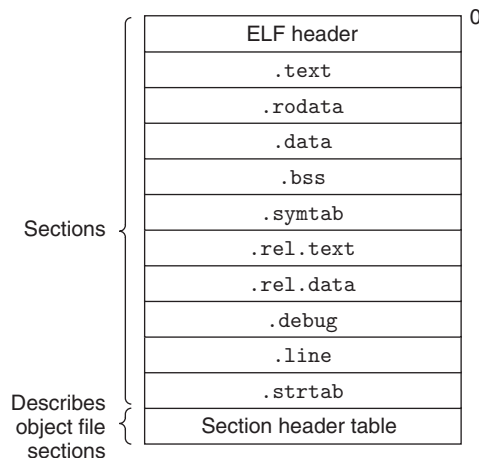 0
ELF header
.text
.rodata
.data
.bss
.symtab
.rel.text
.rel.data
.debug
.line
.strtab
Section header table
Sections
Describes
object file
sections